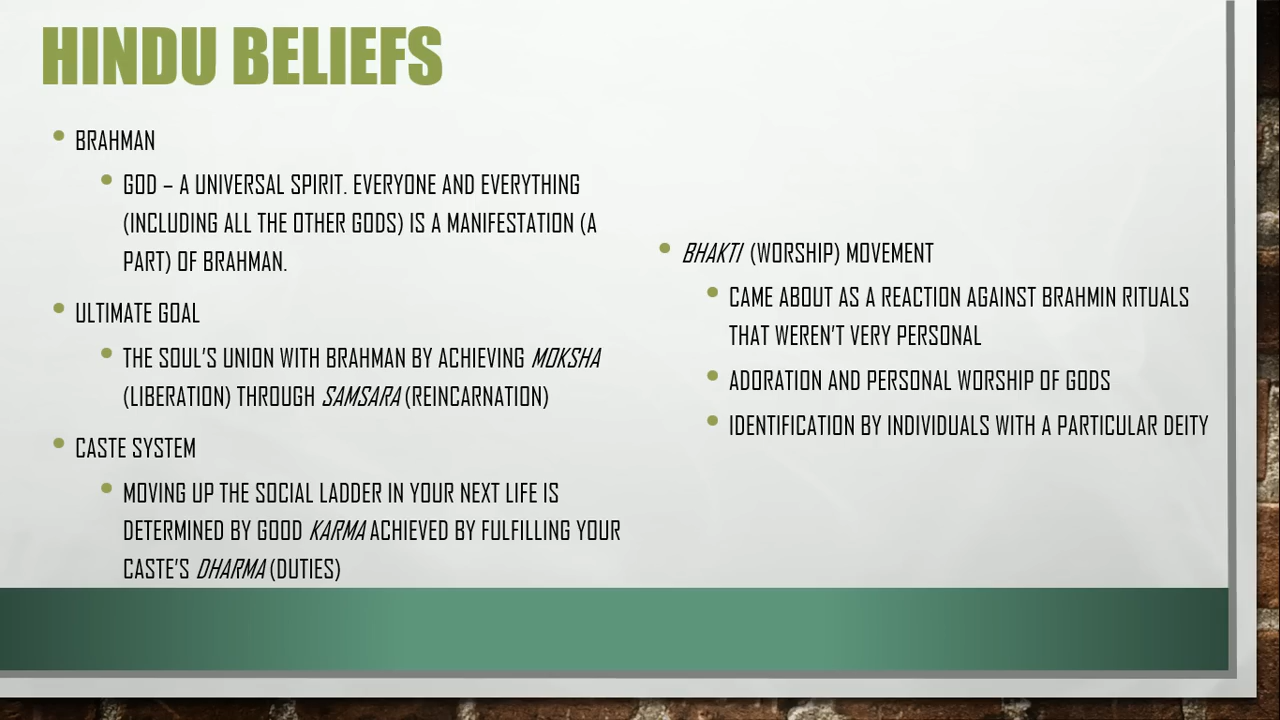 HINDU BELIEFS
• BRAHMAN
• GOD – A UNIVERSAL SPIRIT. EVERYONE AND EVERYTHING
(INCLUDING ALL THE OTHER GODS) IS A MANIFESTATION (A
PART) OF BRAHMAN.
• ULTIMATE GOAL
• THE SOUL'S UNION WITH BRAHMAN BY ACHIEVING MOKSHA
(LIBERATION) THROUGH SAMSARA (REINCARNATION)
• CASTE SYSTEM
• MOVING UP THE SOCIAL LADDER IN YOUR NEXT LIFE IS
DETERMINED BY GOOD KARMA ACHIEVED BY FULFILLING YOUR
CASTE'S DHARMA (DUTIES)
• BHAKTI (WORSHIP) MOVEMENT
• CAME ABOUT AS A REACTION AGAINST BRAHMIN RITUALS
THAT WEREN'T VERY PERSONAL
• ADORATION AND PERSONAL WORSHIP OF GODS
• IDENTIFICATION BY INDIVIDUALS WITH A PARTICULAR DEITY